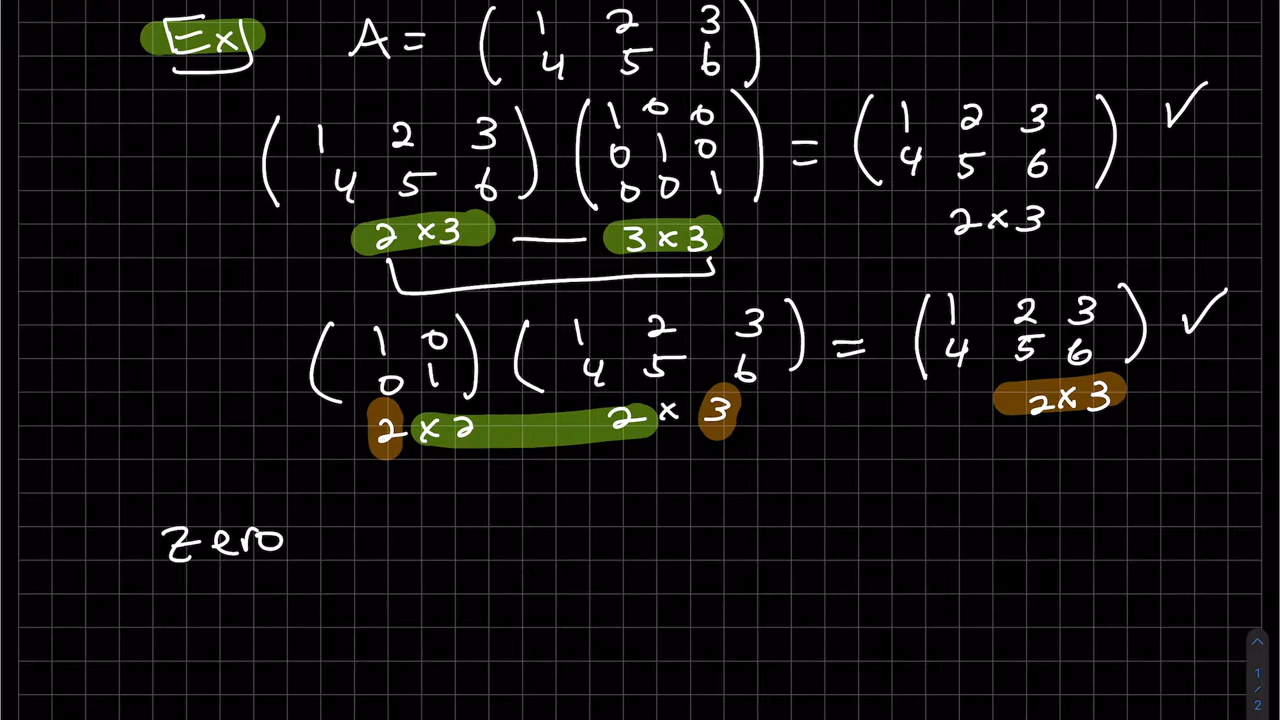 Ex A = ( 1 2 3
4 5 6 )
( 1 2 3
4 5 6 ) ( 1 0 0
0 1 0
0 0 1 ) = ( 1 2 3
4 5 6 ) ✓
2 × 3 — 3 × 3 2 × 3
( 1 0
0 1 ) ( 1 2 3
4 5 6 ) = ( 1 2 3
4 5 6 ) ✓
2 × 2 2 × 3 2 × 3
zero
1 / 2